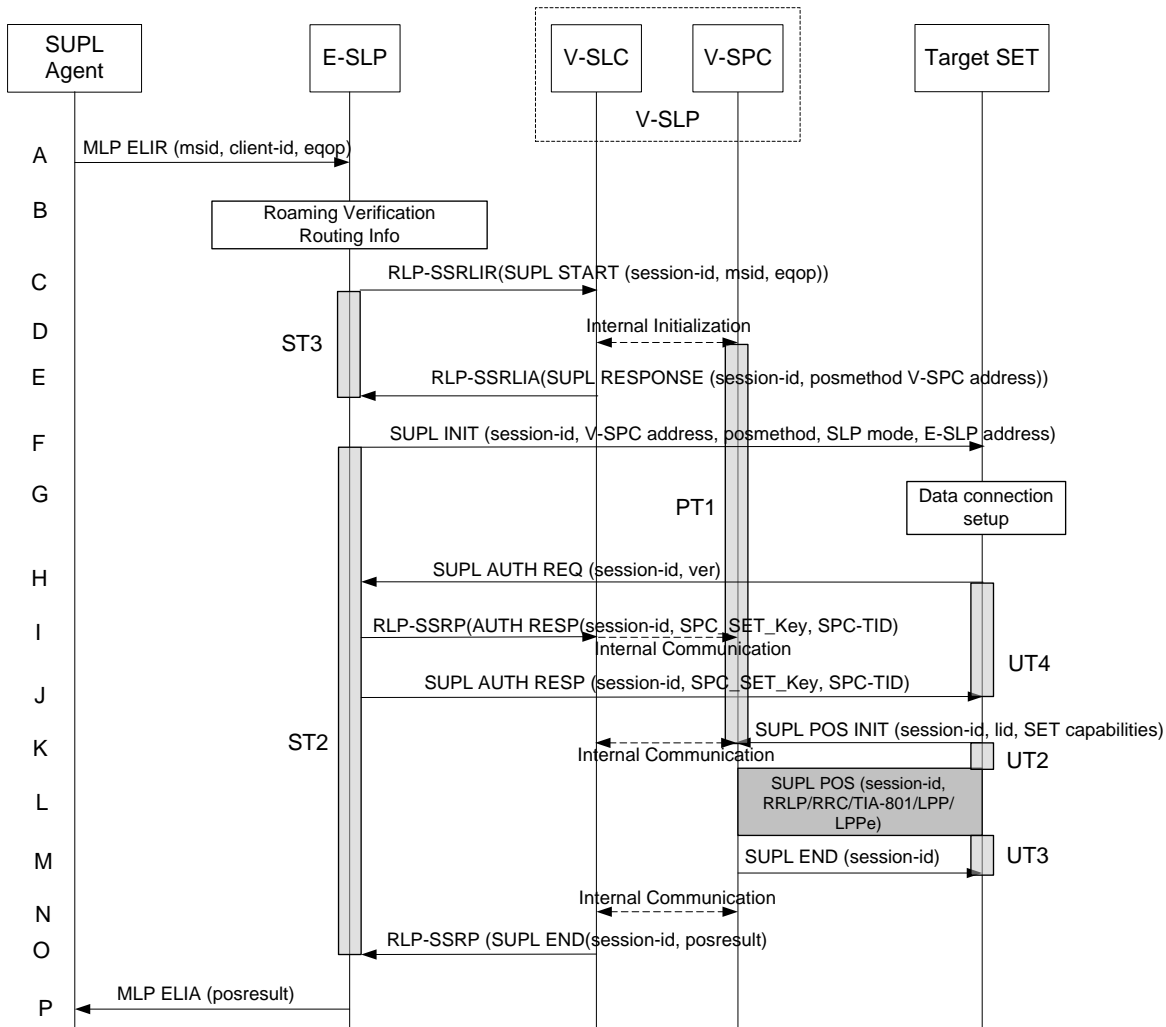 SUPL
Agent
E-SLP
V-SLC
V-SPC
Target SET
V-SLP
A
MLP ELIR (msid, client-id, eqop)
B
Roaming Verification
Routing Info
C
RLP-SSRLIR(SUPL START (session-id, msid, eqop))
D
ST3
Internal Initialization
E
RLP-SSRLIA(SUPL RESPONSE (session-id, posmethod V-SPC address))
F
SUPL INIT (session-id, V-SPC address, posmethod, SLP mode, E-SLP address)
G
PT1
Data connection
setup
H
SUPL AUTH REQ (session-id, ver)
I
RLP-SSRP(AUTH RESP(session-id, SPC_SET_Key, SPC-TID)
Internal Communication
UT4
J
SUPL AUTH RESP (session-id, SPC_SET_Key, SPC-TID)
ST2
K
SUPL POS INIT (session-id, lid, SET capabilities)
Internal Communication
UT2
L
SUPL POS (session-id,
RRLP/RRC/TIA-801/LPP/
LPPe)
M
SUPL END (session-id)
UT3
N
Internal Communication
O
RLP-SSRP (SUPL END(session-id, posresult)
P
MLP ELIA (posresult)